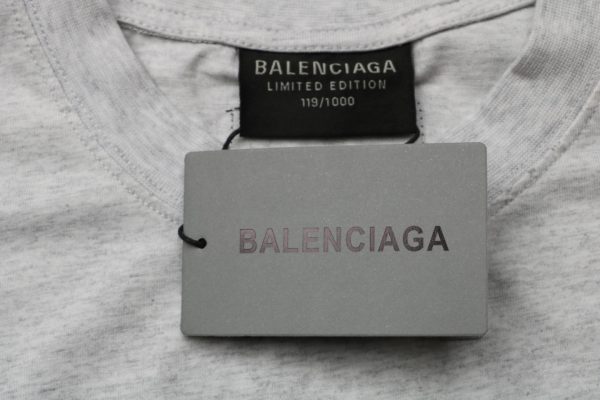 BALENCIAGA
LIMITED EDITION
119/1000
BALENCIAGA